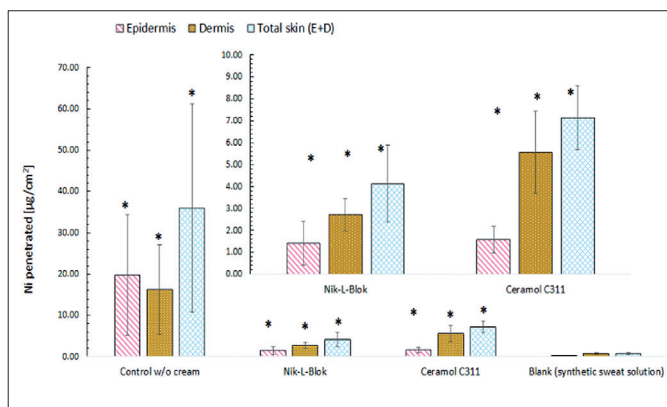 Epidermis Dermis Total skin (E+D)
Ni penetrated [µg/cm²]
70.00
60.00
50.00
40.00
30.00
20.00
10.00
0.00
10.00
9.00
8.00
7.00
6.00
5.00
4.00
3.00
2.00
1.00
0.00
* * *
* * *
* * *
Nik-L-Blok Ceramol C311
* * *
* * *
Control w/o cream Nik-L-Blok Ceramol C311 Blank (synthetic sweat solution)